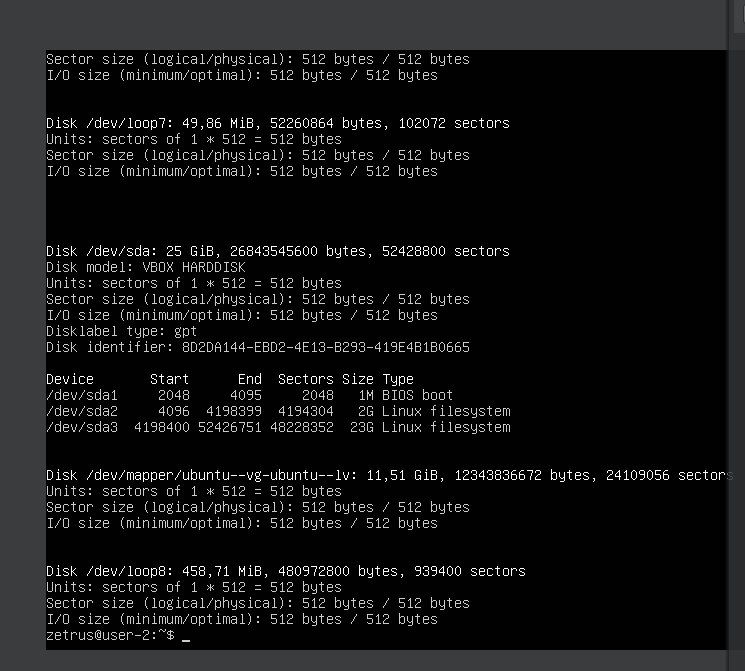 Sector size (logical/physical): 512 bytes / 512 bytes
I/O size (minimum/optimal): 512 bytes / 512 bytes
Disk /dev/loop7: 49,86 MiB, 52260864 bytes, 102072 sectors
Units: sectors of 1 * 512 = 512 bytes
Sector size (logical/physical): 512 bytes / 512 bytes
I/O size (minimum/optimal): 512 bytes / 512 bytes
Disk /dev/sda: 25 GiB, 26843545600 bytes, 52428800 sectors
Disk model: VBOX HARDDISK
Units: sectors of 1 * 512 = 512 bytes
Sector size (logical/physical): 512 bytes / 512 bytes
I/O size (minimum/optimal): 512 bytes / 512 bytes
Disklabel type: gpt
Disk identifier: 8D2DA144-EBD2-4E13-B293-419E4B1B0665
Device Start End Sectors Size Type
/dev/sda1 2048 4095 2048 1M BIOS boot
/dev/sda2 4096 4198399 4194304 2G Linux filesystem
/dev/sda3 4198400 52426751 48228352 23G Linux filesystem
Disk /dev/mapper/ubuntu--vg-ubuntu--lv: 11,51 GiB, 12343836672 bytes, 24109056 sectors
Units: sectors of 1 * 512 = 512 bytes
Sector size (logical/physical): 512 bytes / 512 bytes
I/O size (minimum/optimal): 512 bytes / 512 bytes
Disk /dev/loop8: 458,71 MiB, 480972800 bytes, 939400 sectors
Units: sectors of 1 * 512 = 512 bytes
Sector size (logical/physical): 512 bytes / 512 bytes
I/O size (minimum/optimal): 512 bytes / 512 bytes
zetrus@user-2:~$ _